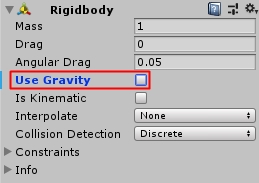 Rigidbody
Mass 1
Drag 0
Angular Drag 0.05
Use Gravity
Is Kinematic
Interpolate None
Collision Detection Discrete
Constraints
Info